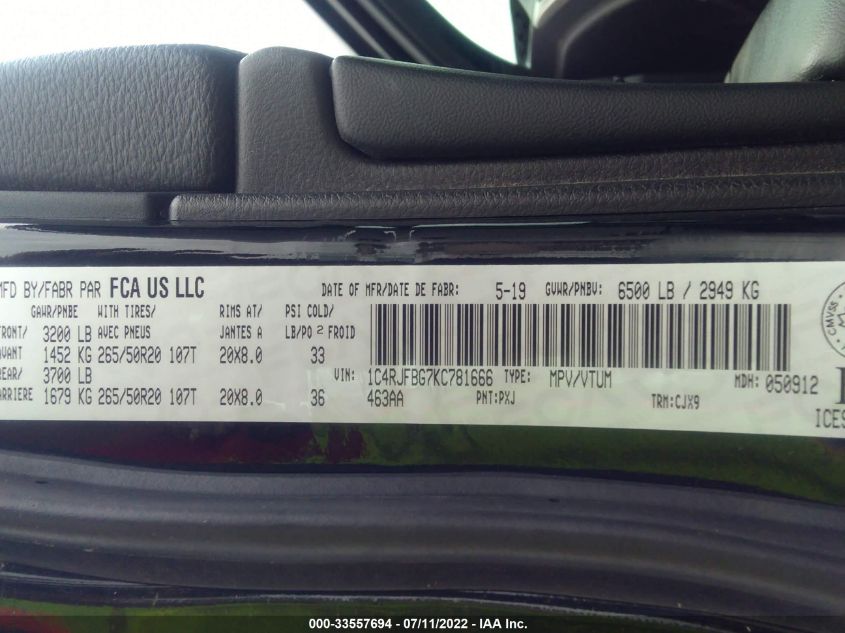 MFD BY/FABR PAR FCA US LLC DATE OF MFR/DATE DE FABR: 5-19 GVWR/PNBV: 6500 LB / 2949 KG
GAWR/PNBE WITH TIRES/ RIMS AT/ PSI COLD/
FRONT/ 3200 LB AVEC PNEUS JANTES A LB/PO 2 FROID
AVANT 1452 KG 265/50R20 107T 20X8.0 33
REAR/ 3700 LB VIN: 1C4RJFBG7KC781666 TYPE: MPV/VTUM MDH: 050912
ARRIERE 1679 KG 265/50R20 107T 20X8.0 36 463AA PNT:PXJ TRM:CJX9
CMVSS
ICES
000-33557694 / 07/11/2022 - IAA Inc.